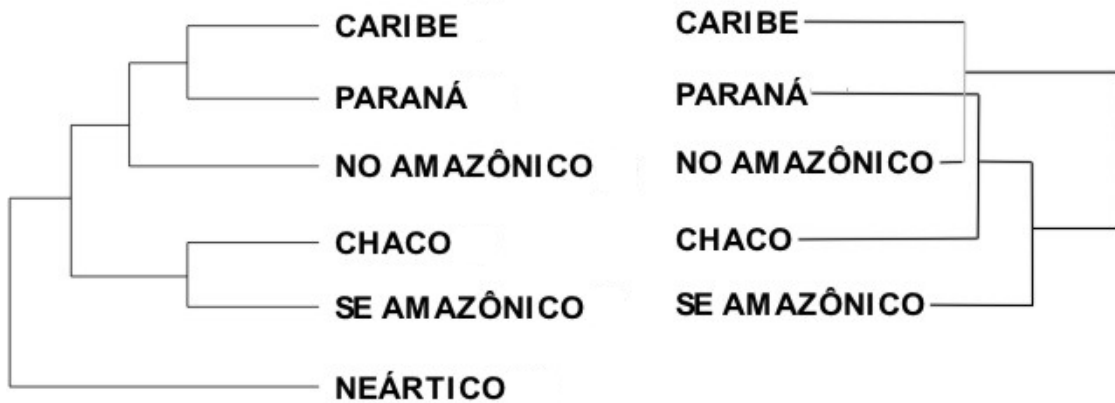 CARIBE
PARANÁ
NO AMAZÔNICO
CHACO
SE AMAZÔNICO
NEÁRTICO
CARIBE
PARANÁ
NO AMAZÔNICO
CHACO
SE AMAZÔNICO